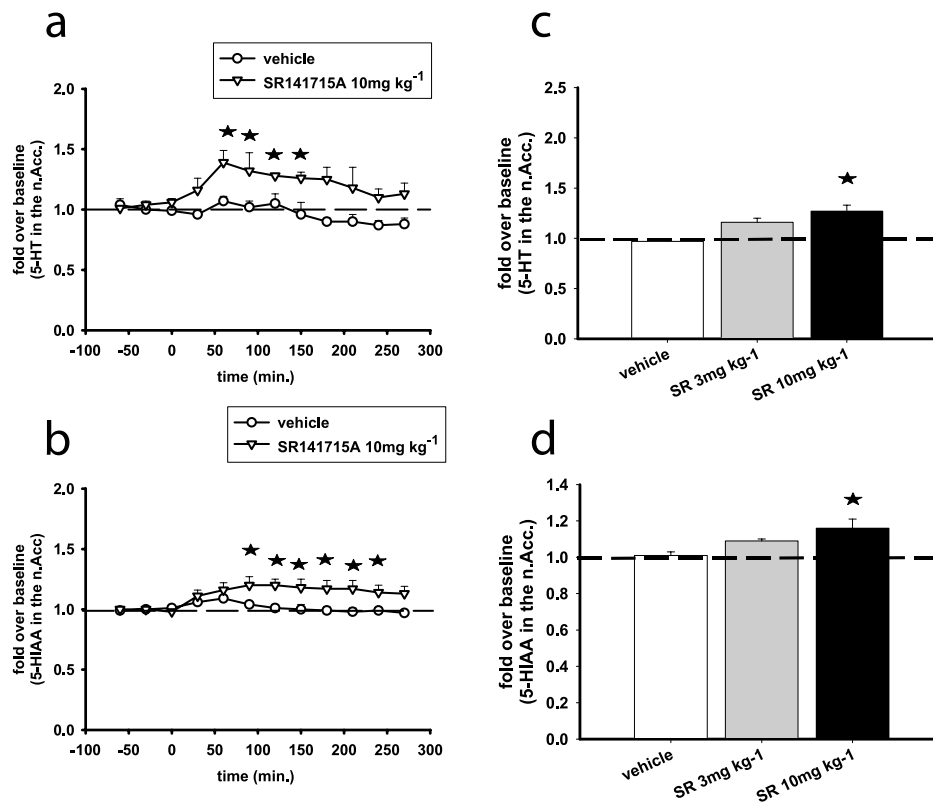 a
vehicle
SR141715A 10mg kg-1
2.0
1.5
1.0
0.5
0.0
fold over baseline
(5-HT in the n.Acc.)
-100 -50 0 50 100 150 200 250 300
time (min.)
b
vehicle
SR141715A 10mg kg-1
2.0
1.5
1.0
0.5
0.0
fold over baseline
(5-HIAA in the n.Acc)
-100 -50 0 50 100 150 200 250 300
time (min.)
c
2.5
2.0
1.5
1.0
0.5
0.0
fold over baseline
(5-HT in the n.Acc.)
vehicle
SR 3mg kg-1
SR 10mg kg-1
d
1.4
1.2
1.0
0.8
0.6
0.4
0.2
0.0
fold over baseline
(5-HIAA in the n.Acc.)
vehicle
SR 3mg kg-1
SR 10mg kg-1